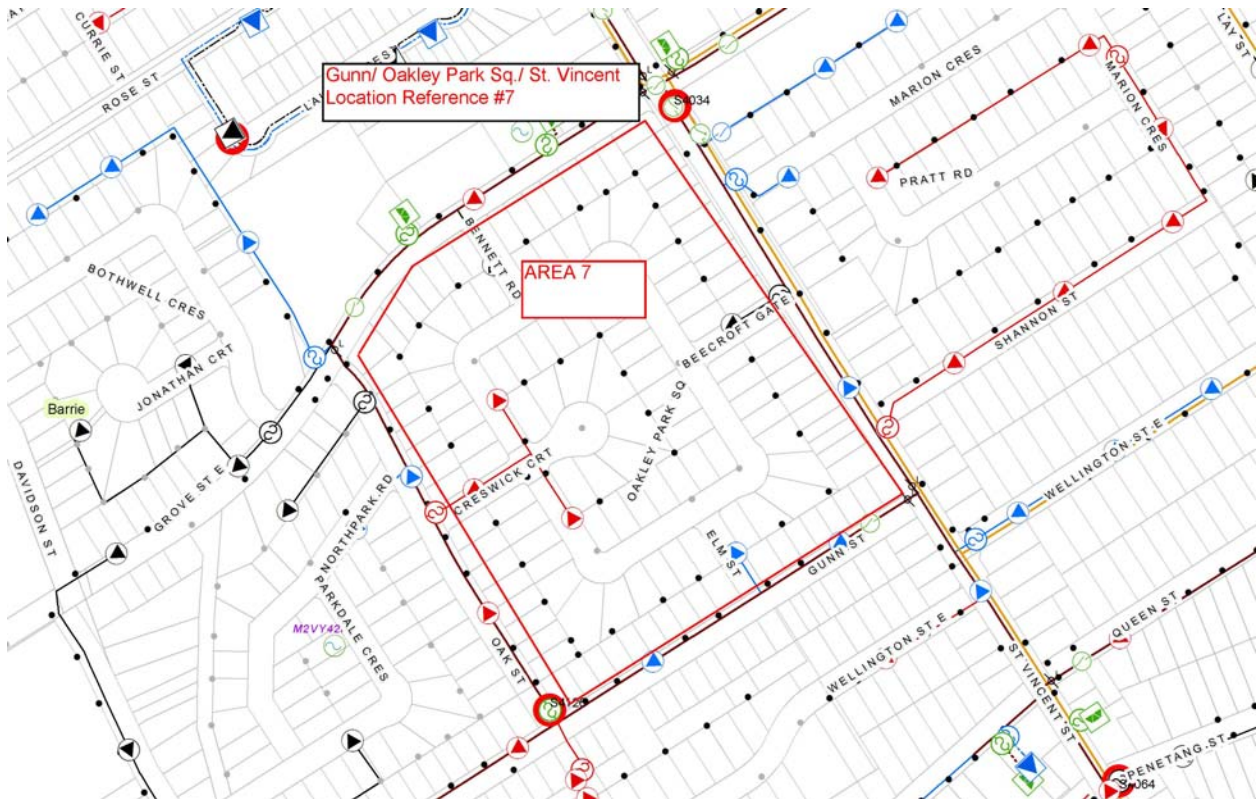 CURRIE ST
ROSE ST
Gunn/ Oakley Park Sq./ St. Vincent
Location Reference #7
S4034
LAY ST
MARION CRES
MARION CRES
PRATT RD
BENNETT RD
AREA 7
BOTHWELL CRES
BEECROFT GATE
SHANNON ST
JONATHAN CRT
Barrie
OAKLEY PARK SQ
DAVIDSON ST
GROVE ST E
CRESWICK CRT
WELLINGTON ST E
NORTHPARK RD
ELM ST
GUNN ST
PARKDALE CRES
M2VY42
OAK ST
WELLINGTON ST E
QUEEN ST
ST VINCENT ST
PENETANG ST